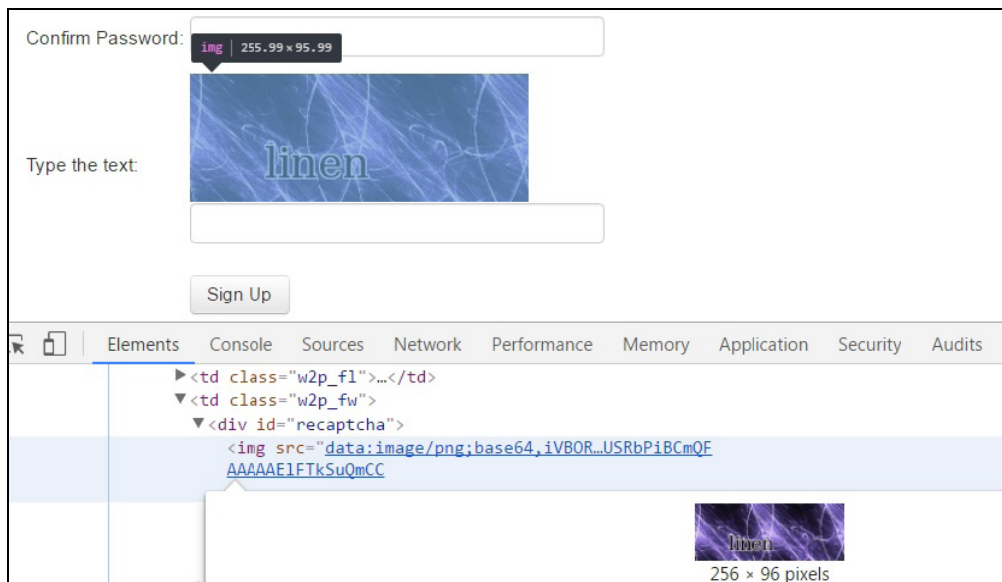 Confirm Password:
img | 255.99×95.99
linen
Type the text:
Sign Up
Elements Console Sources Network Performance Memory Application Security Audits
▶<td class="w2p_fl">…</td>
▼<td class="w2p_fw">
▼<div id="recaptcha">
<img src="data:image/png;base64,iVBOR…USRbPiBCmQF
AAAAAElFTkSuQmCC
linen
256 × 96 pixels